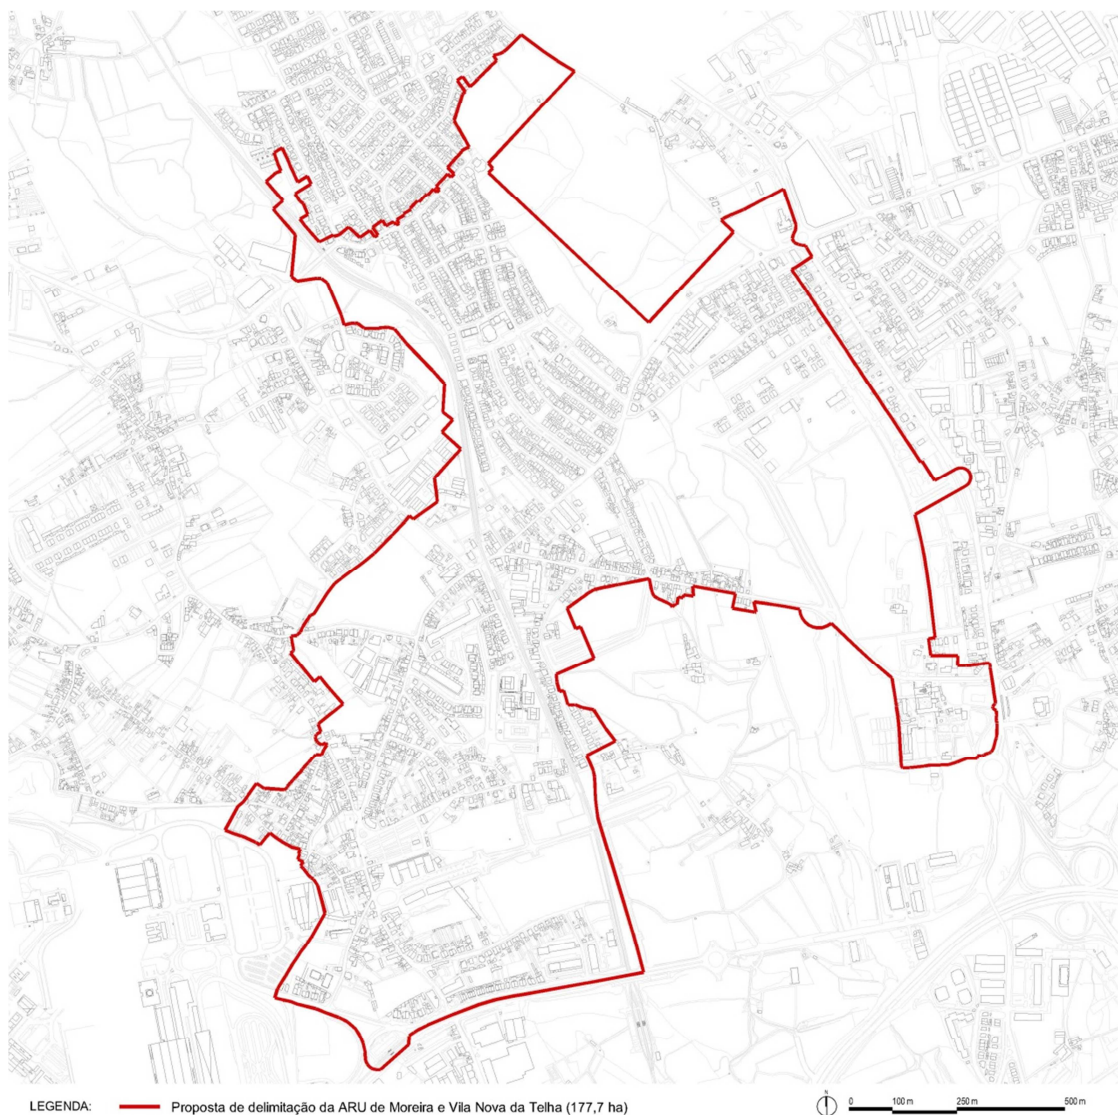 LEGENDA: Proposta de delimitação da ARU de Moreira e Vila Nova da Telha (177,7 ha)
N
0 100 m 250 m 500 m